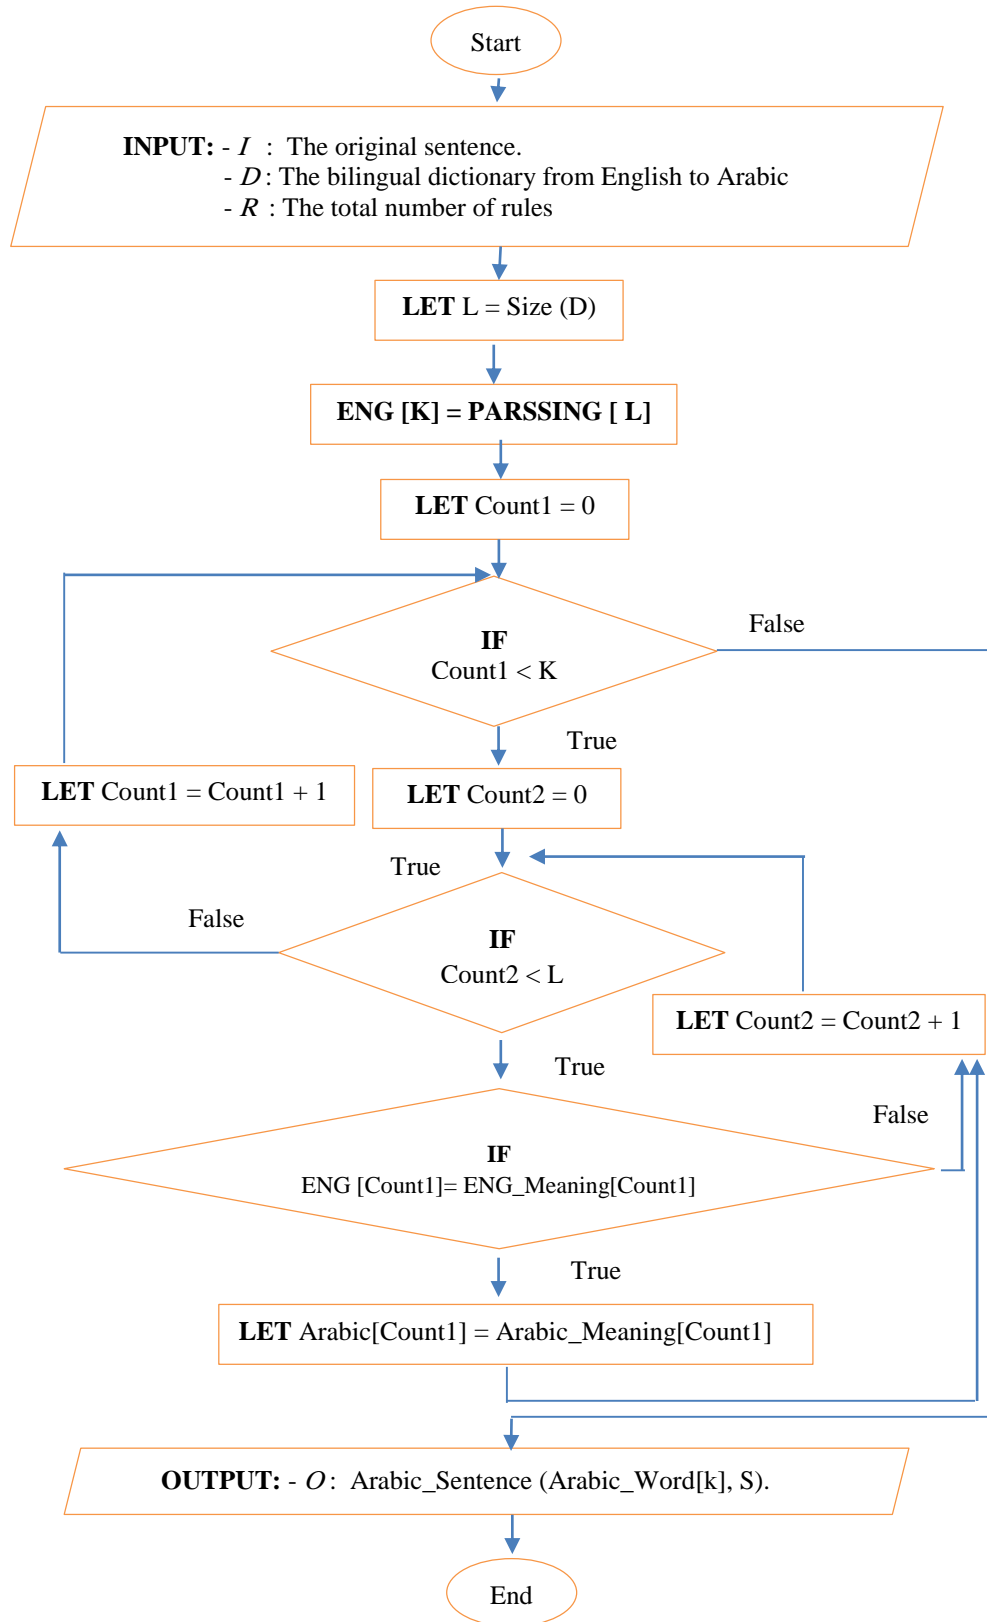 Start
INPUT: - I : The original sentence.
- D : The bilingual dictionary from English to Arabic
- R : The total number of rules
LET L = Size (D)
ENG [K] = PARSSING [ L]
LET Count1 = 0
IF
Count1 < K
False
True
LET Count1 = Count1 + 1
LET Count2 = 0
True
False
IF
Count2 < L
LET Count2 = Count2 + 1
True
False
IF
ENG [Count1]= ENG_Meaning[Count1]
True
LET Arabic[Count1] = Arabic_Meaning[Count1]
OUTPUT: - O : Arabic_Sentence (Arabic_Word[k], S).
End